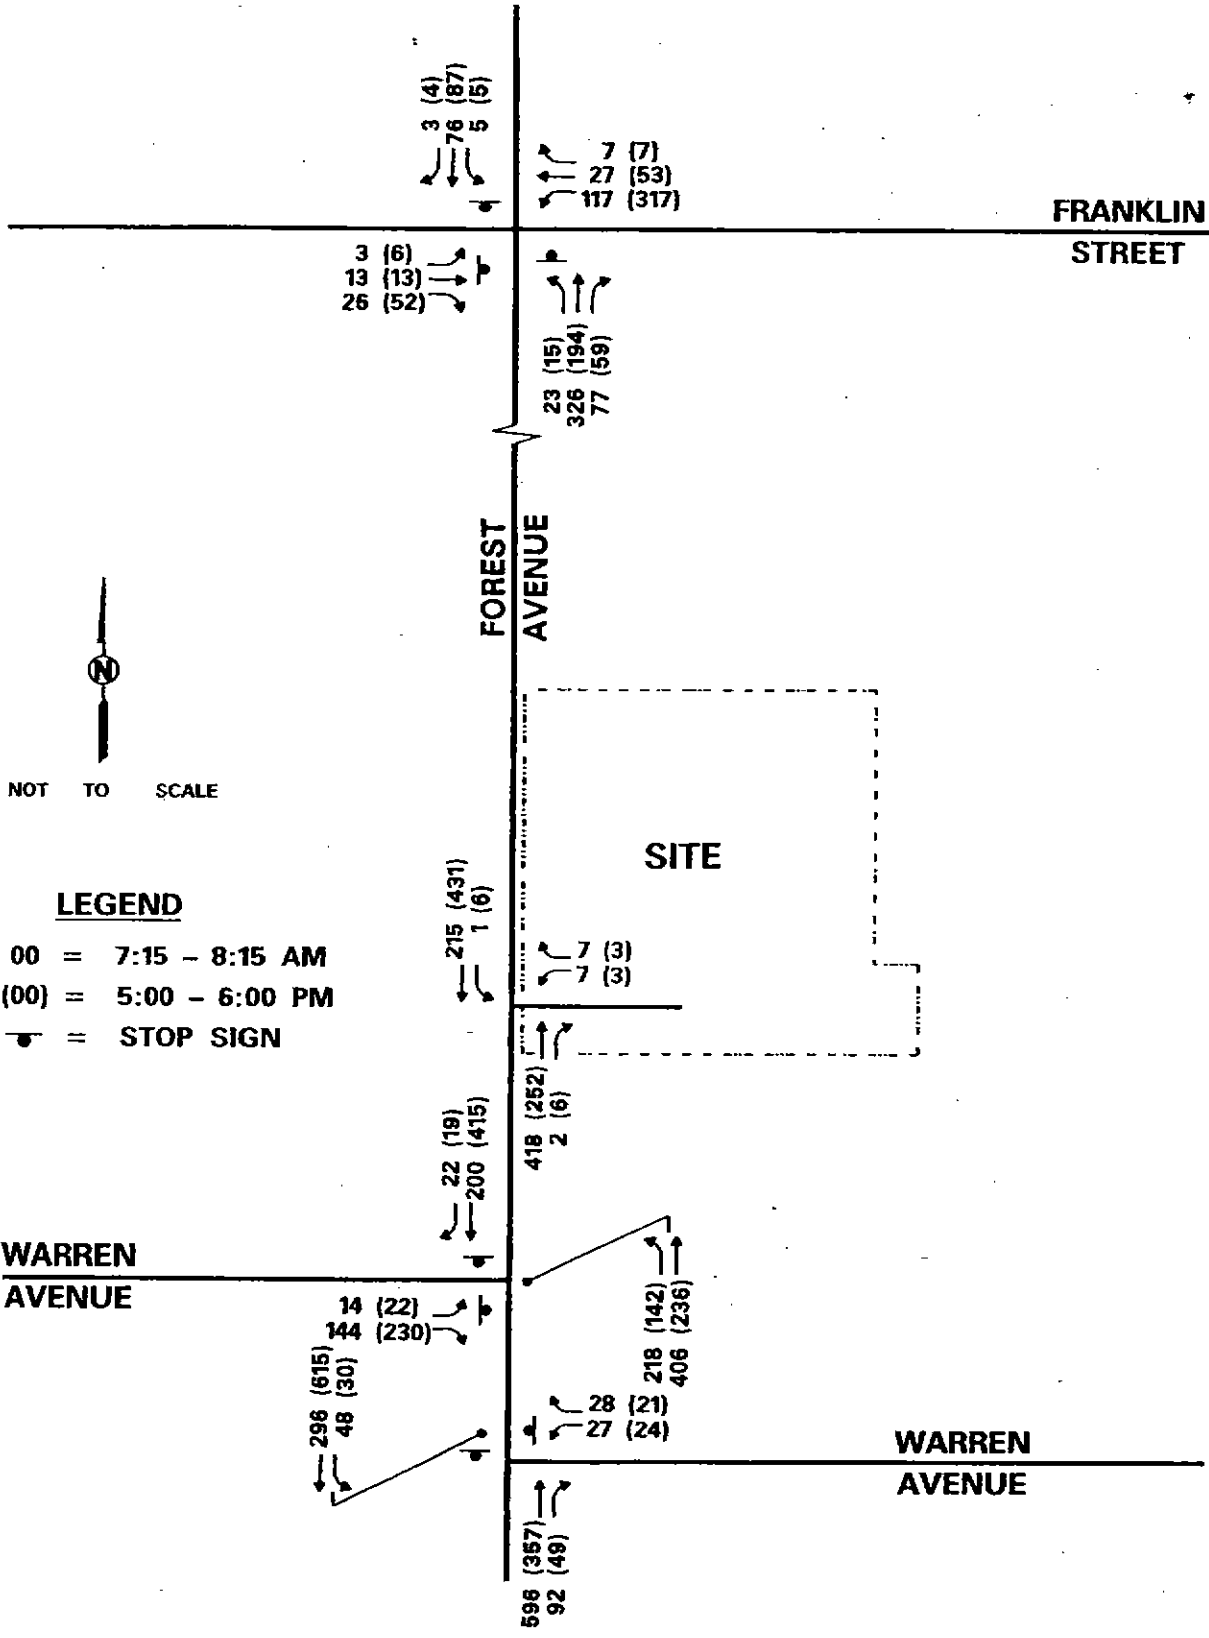 3 (4)
76 (87)
5 (5)
7 (7)
27 (53)
117 (317)
FRANKLIN
STREET
3 (6)
13 (13)
26 (52)
23 (15)
326 (194)
77 (59)
FOREST
AVENUE
N
NOT TO SCALE
SITE
LEGEND
00 = 7:15 - 8:15 AM
(00) = 5:00 - 6:00 PM
= STOP SIGN
215 (431)
1 (6)
7 (3)
7 (3)
418 (252)
2 (6)
22 (19)
200 (415)
WARREN
AVENUE
14 (22)
144 (230)
218 (142)
406 (236)
298 (615)
48 (30)
28 (21)
27 (24)
WARREN
AVENUE
596 (357)
92 (49)